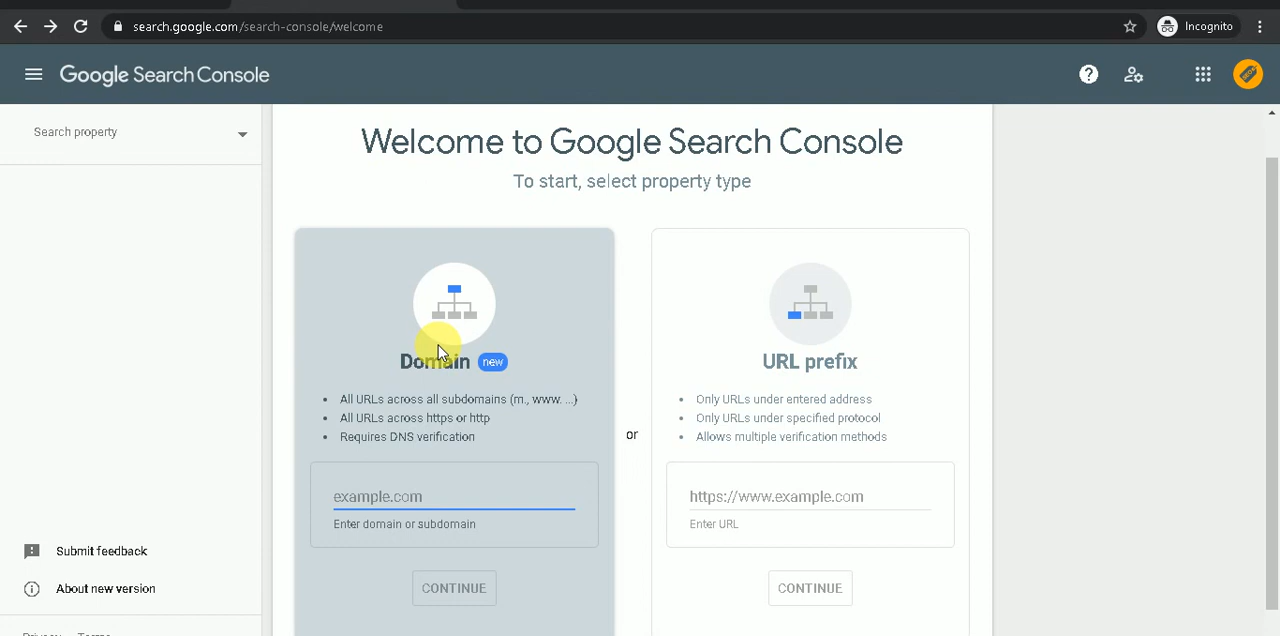 search.google.com/search-console/welcome
Incognito
Google Search Console
Search property
Welcome to Google Search Console
To start, select property type
Domain new
All URLs across all subdomains (m., www. ...)
All URLs across https or http
Requires DNS verification
example.com
Enter domain or subdomain
CONTINUE
or
URL prefix
Only URLs under entered address
Only URLs under specified protocol
Allows multiple verification methods
https://www.example.com
Enter URL
CONTINUE
Submit feedback
About new version
Privacy Terms